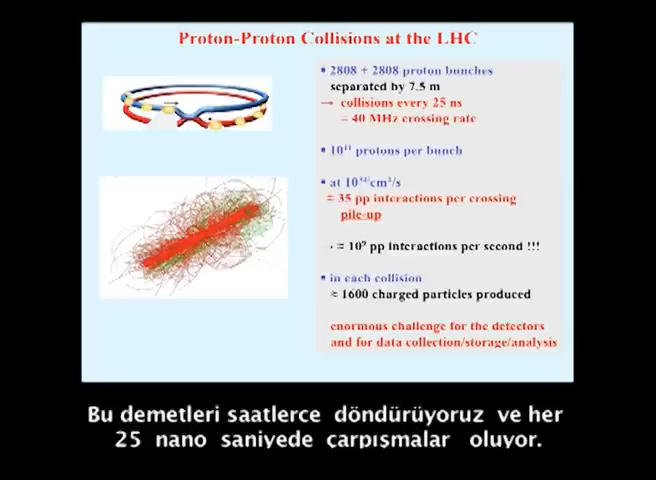 Proton-Proton Collisions at the LHC
• 2808 + 2808 proton bunches
separated by 7.5 m
→ collisions every 25 ns
= 40 MHz crossing rate
• 10¹¹ protons per bunch
• at 10³⁴/cm²/s
≈ 35 pp interactions per crossing
pile-up
→ ≈ 10⁹ pp interactions per second !!!
• in each collision
≈ 1600 charged particles produced
enormous challenge for the detectors
and for data collection/storage/analysis
Bu demetleri saatlerce döndürüyoruz ve her
25 nano saniyede çarpışmalar oluyor.